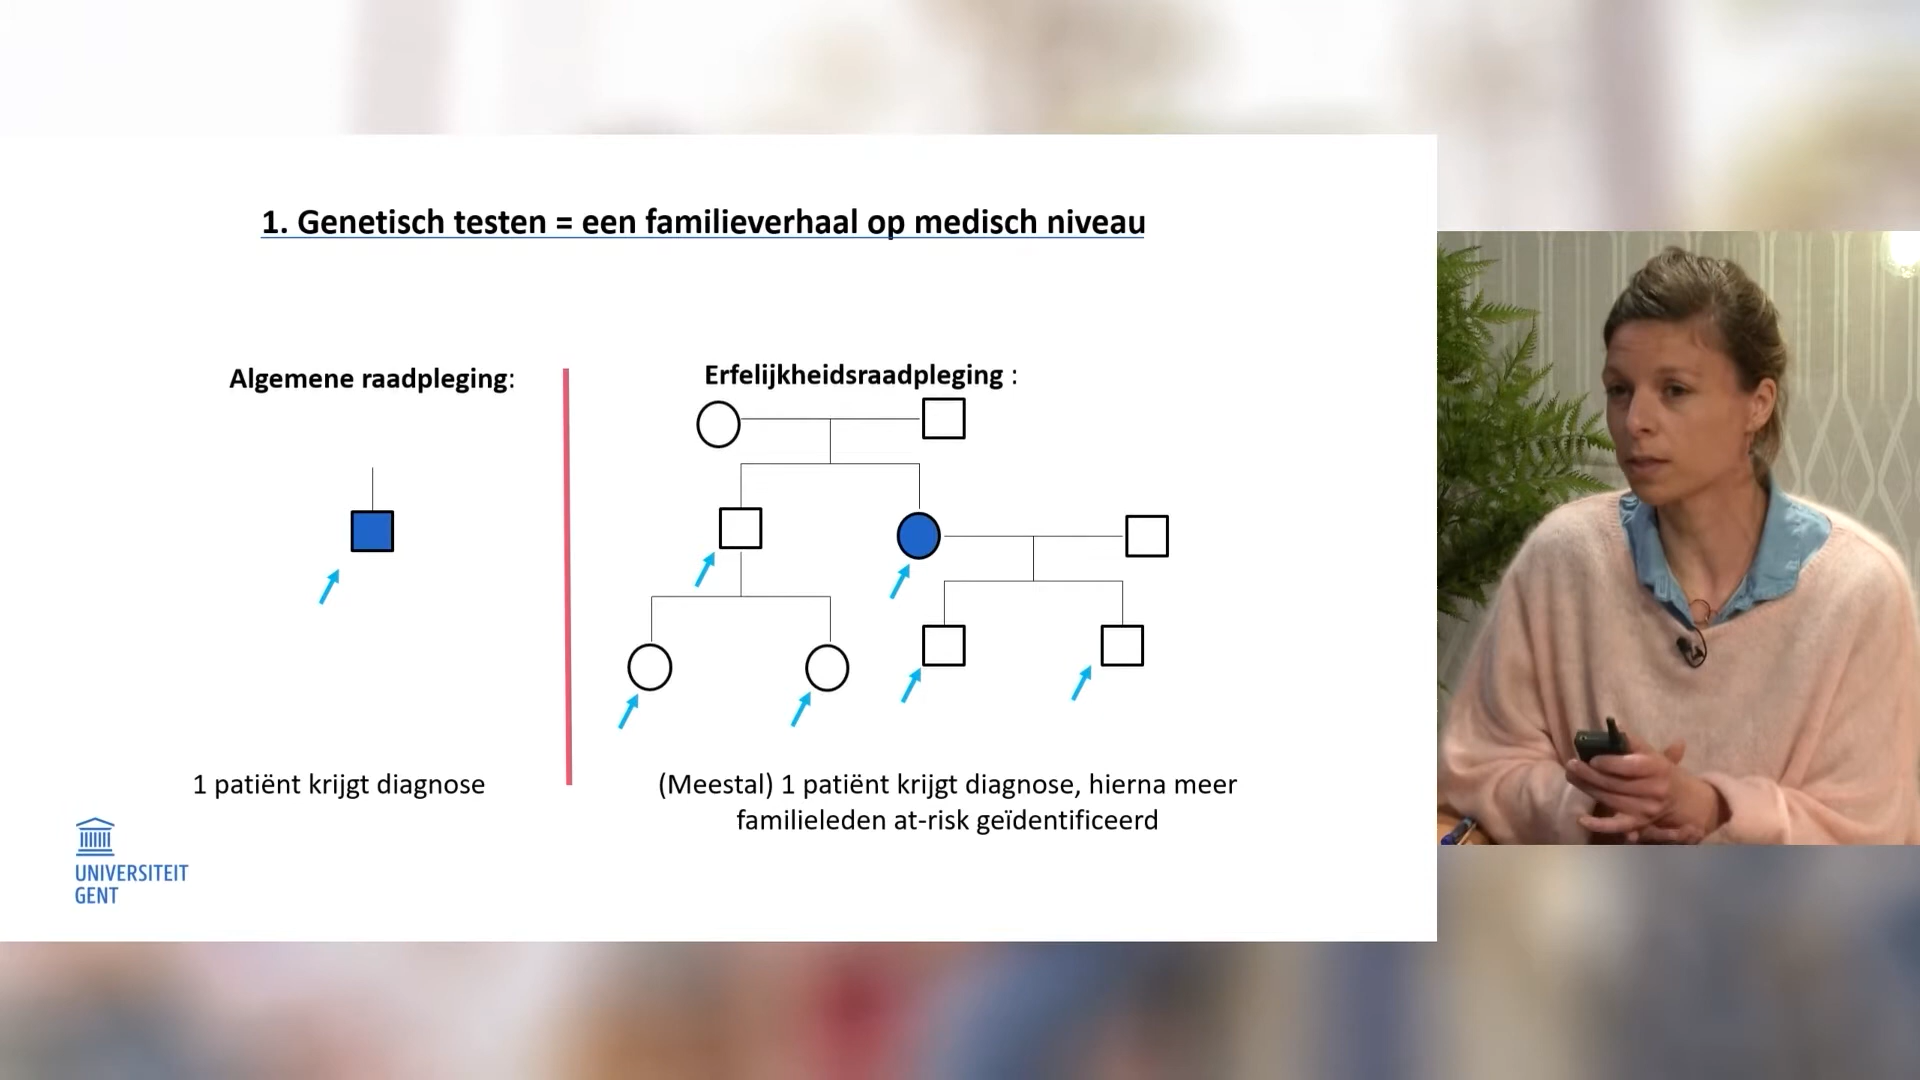 1. Genetisch testen = een familieverhaal op medisch niveau
Algemene raadpleging:
Erfelijkheidsraadpleging :
1 patiënt krijgt diagnose
(Meestal) 1 patiënt krijgt diagnose, hierna meer
familieleden at-risk geïdentificeerd
UNIVERSITEIT
GENT